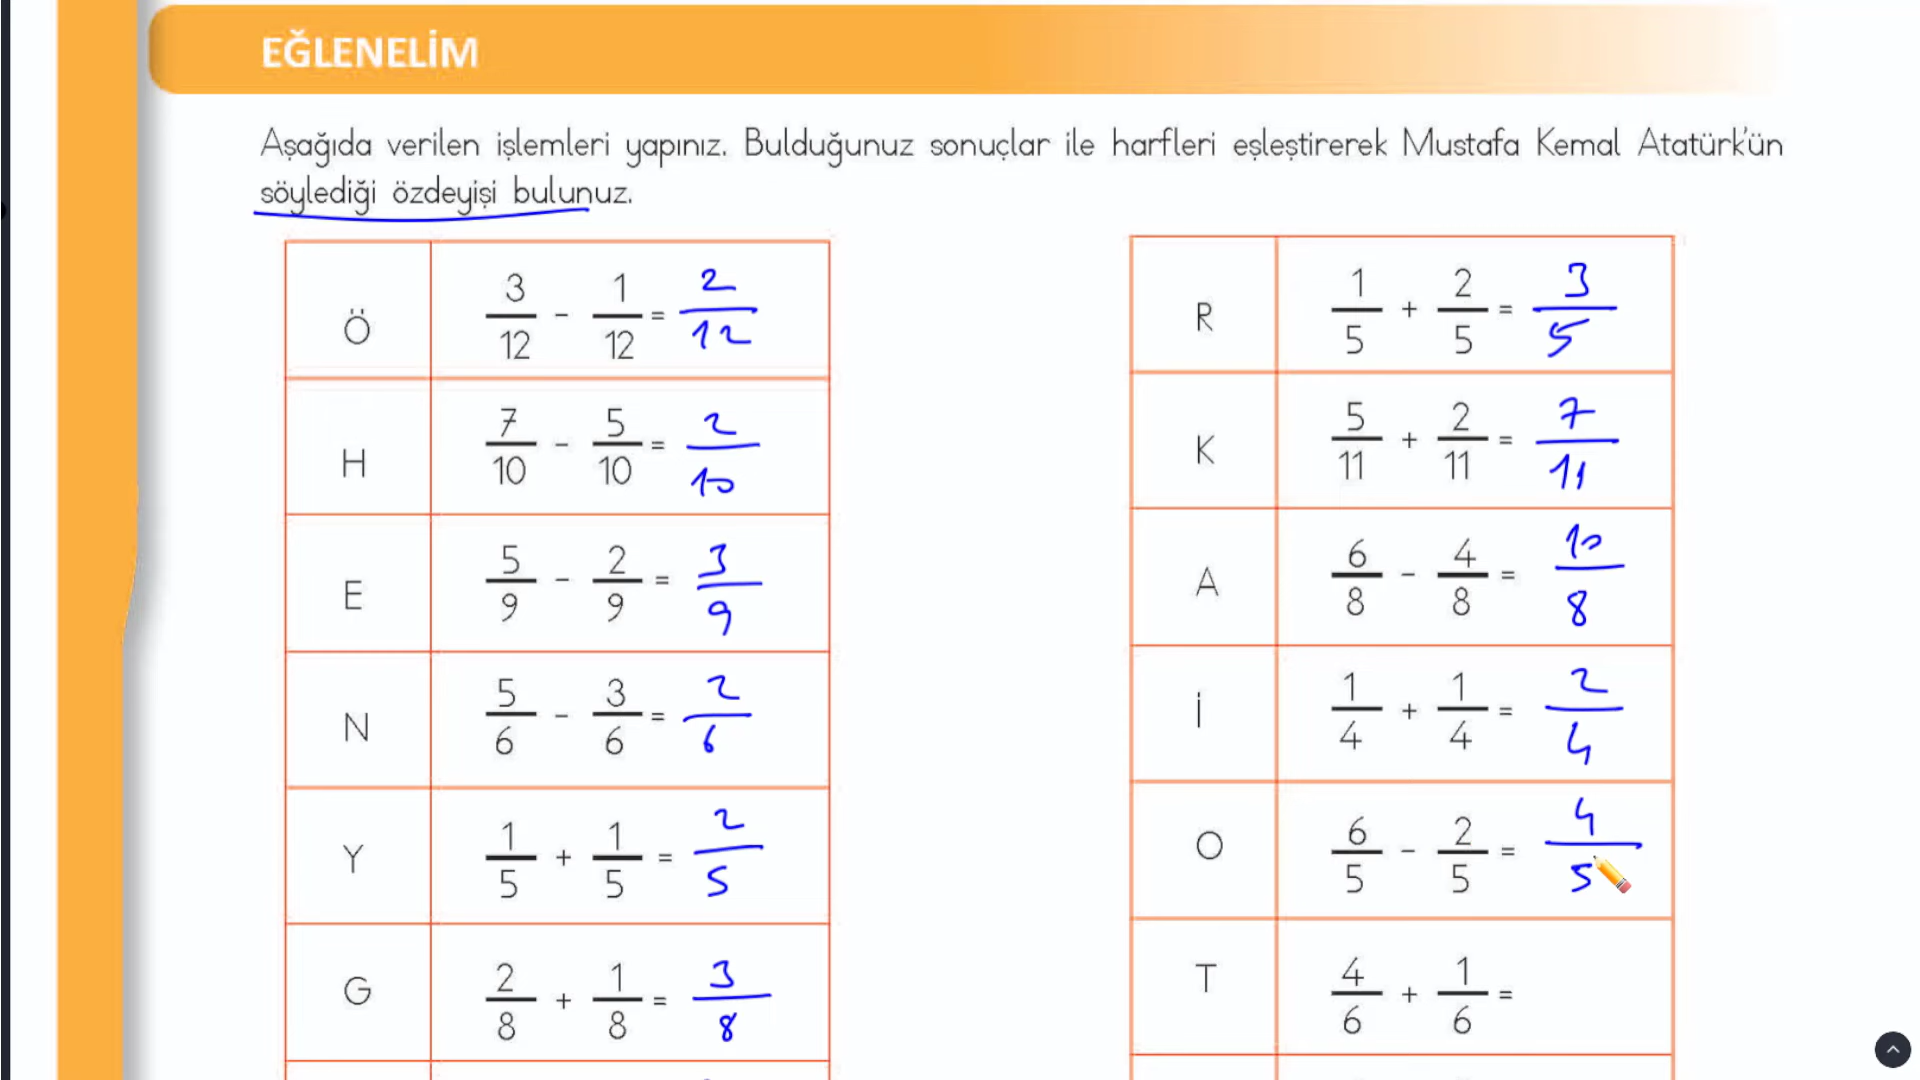 EĞLENELİM
Aşağıda verilen işlemleri yapınız. Bulduğunuz sonuçlar ile harfleri eşleştirerek Mustafa Kemal Atatürk'ün
söylediği özdeyişi bulunuz.
Ö 3/12 - 1/12 = 2/12
H 7/10 - 5/10 = 2/10
E 5/9 - 2/9 = 3/9
N 5/6 - 3/6 = 2/6
Y 1/5 + 1/5 = 2/5
G 2/8 + 1/8 = 3/8
R 1/5 + 2/5 = 3/5
K 5/11 + 2/11 = 7/11
A 6/8 - 4/8 = 10/8
İ 1/4 + 1/4 = 2/4
O 6/5 - 2/5 = 4/5
T 4/6 + 1/6 =